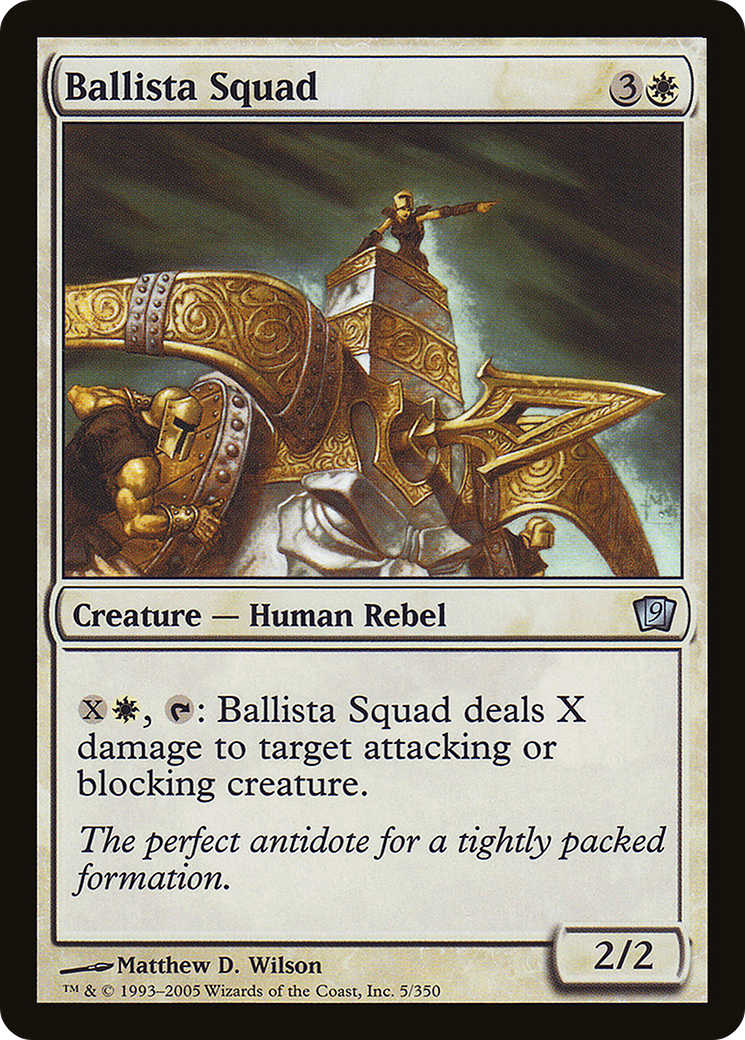 Ballista Squad 3
Creature — Human Rebel 9
X, : Ballista Squad deals X
damage to target attacking or
blocking creature.
The perfect antidote for a tightly packed
formation.
2/2
Matthew D. Wilson
™ & © 1993–2005 Wizards of the Coast, Inc. 5/350